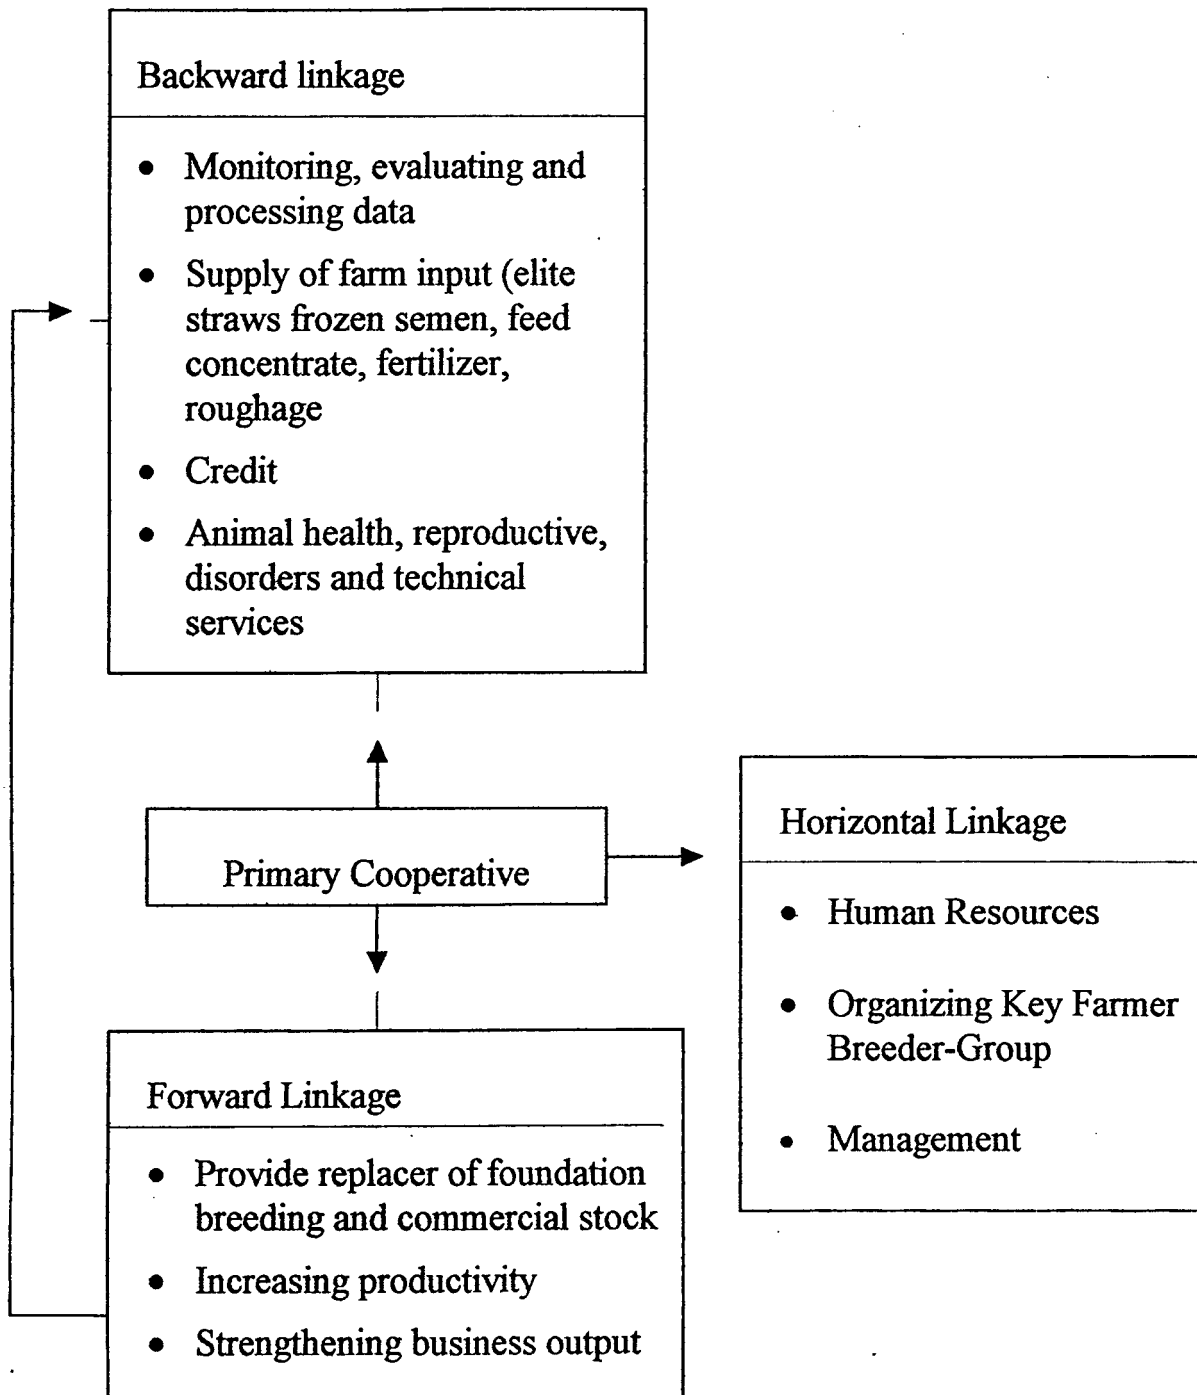 Backward linkage
• Monitoring, evaluating and
processing data
• Supply of farm input (elite
straws frozen semen, feed
concentrate, fertilizer,
roughage
• Credit
• Animal health, reproductive,
disorders and technical
services
Primary Cooperative
Horizontal Linkage
• Human Resources
• Organizing Key Farmer
Breeder-Group
• Management
Forward Linkage
• Provide replacer of foundation
breeding and commercial stock
• Increasing productivity
• Strengthening business output